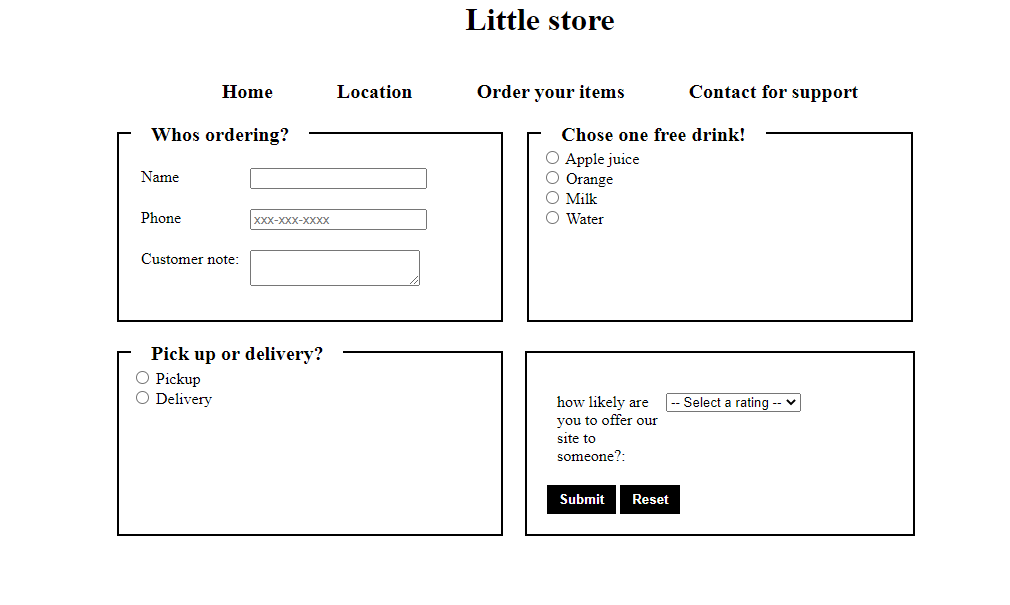 Little store
Home Location Order your items Contact for support
Whos ordering?
Name
Phone xxx-xxx-xxxx
Customer note:
Chose one free drink!
Apple juice
Orange
Milk
Water
Pick up or delivery?
Pickup
Delivery
how likely are
you to offer our
site to
someone?:
-- Select a rating --
Submit Reset